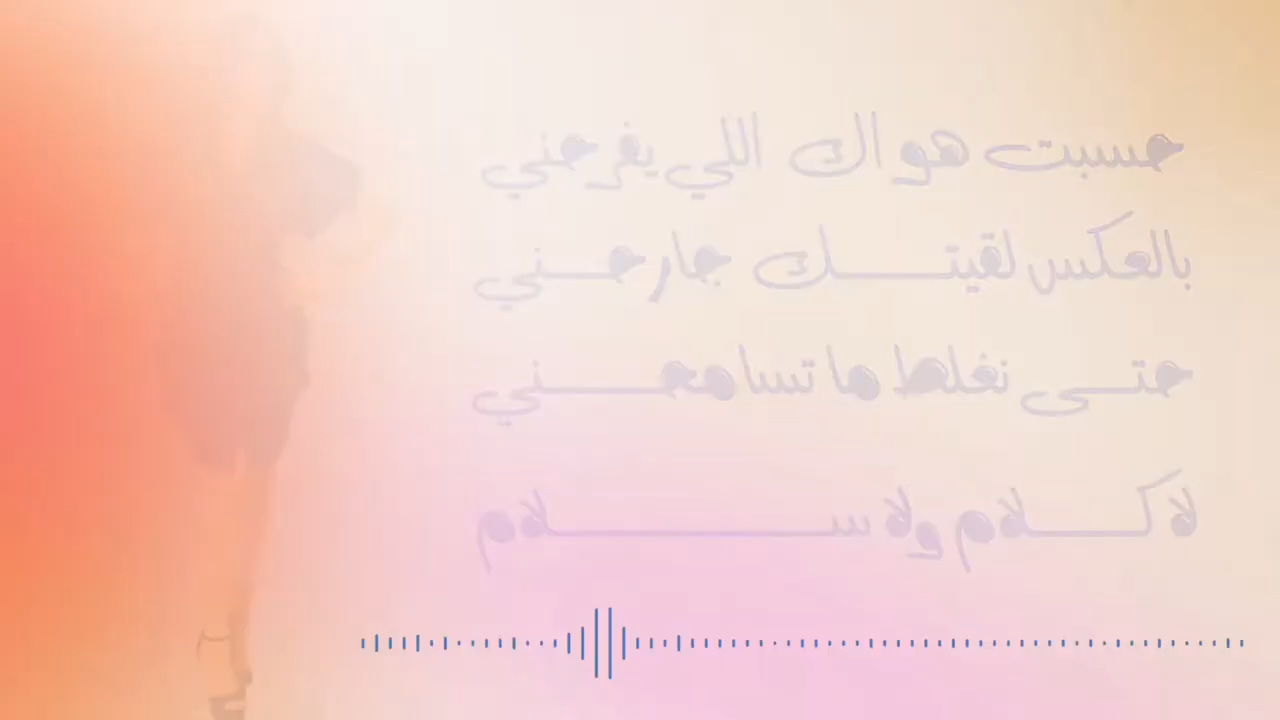 حسبت هواك اللي يفرحني
بالعكس لقيتك جارحني
حتى نغلط ما تسامحني
لا كلام ولا سلام